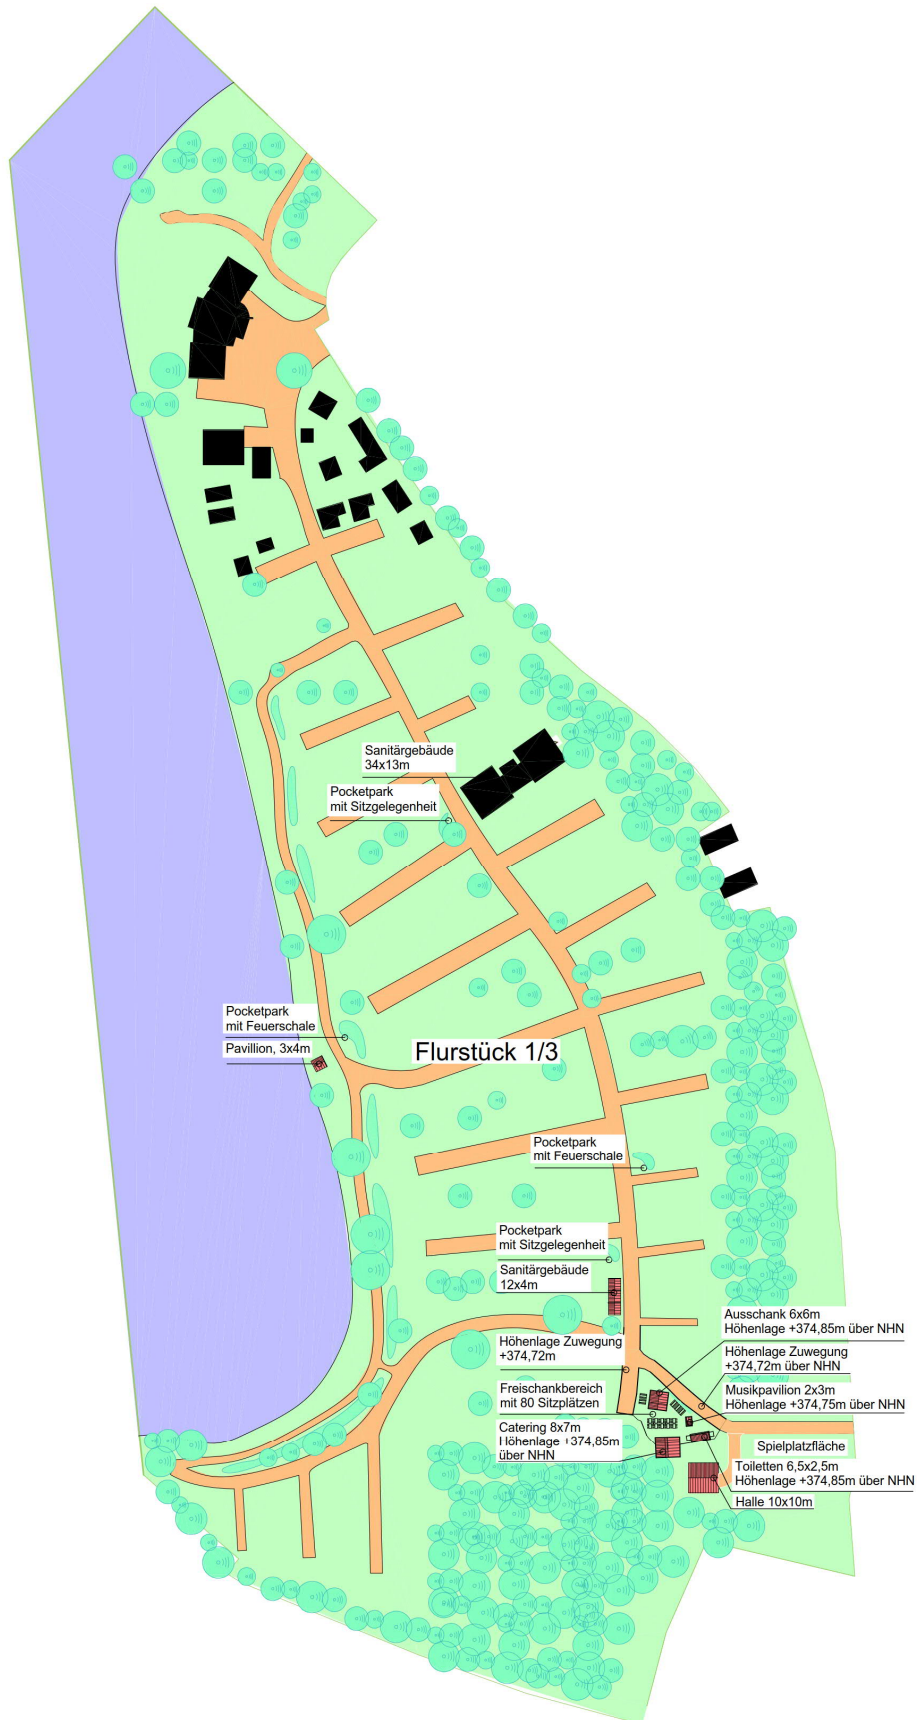 Sanitärgebäude
34x13m
Pocketpark
mit Sitzgelegenheit
Pocketpark
mit Feuerschale
Pavillion, 3x4m
Flurstück 1/3
Pocketpark
mit Feuerschale
Pocketpark
mit Sitzgelegenheit
Sanitärgebäude
12x4m
Höhenlage Zuwegung
+374,72m
Freischankbereich
mit 80 Sitzplätzen
Catering 8x7m
Höhenlage +374,85m
über NHN
Ausschank 6x6m
Höhenlage +374,85m über NHN
Höhenlage Zuwegung
+374,72m über NHN
Musikpavilion 2x3m
Höhenlage +374,75m über NHN
Spielplatzfläche
Toiletten 6,5x2,5m
Höhenlage +374,85m über NHN
Halle 10x10m